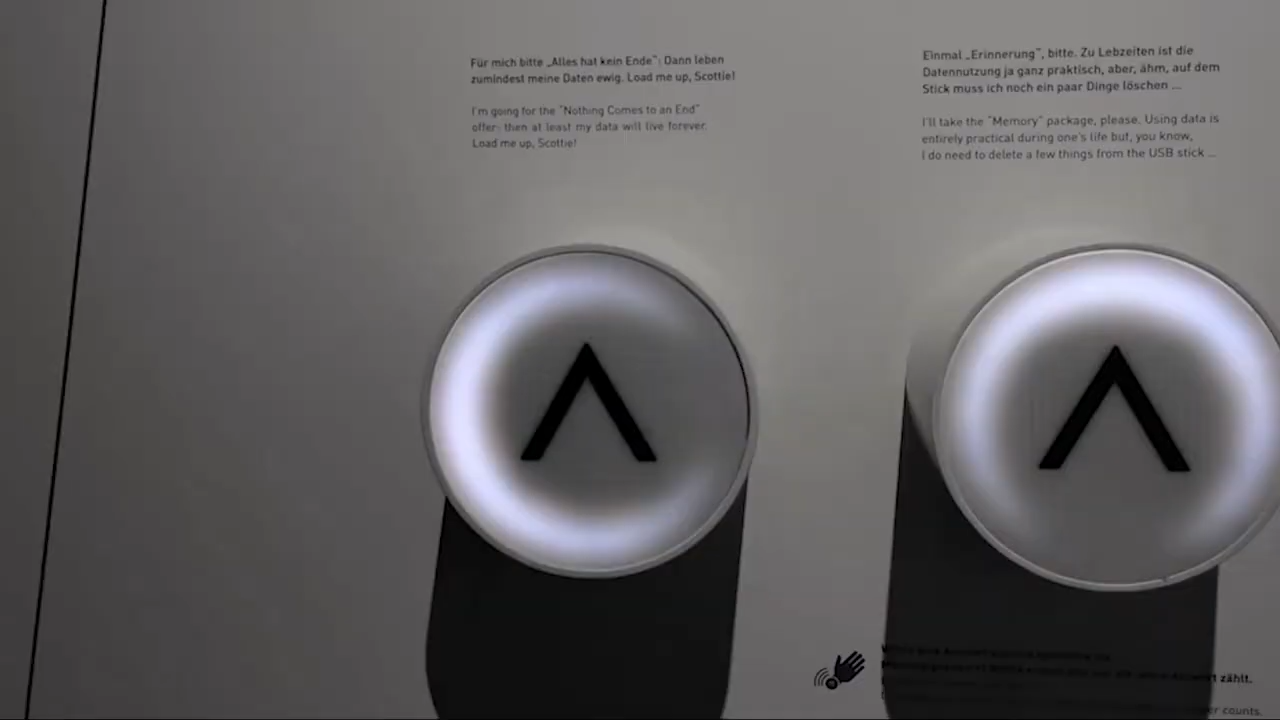 Für mich bitte „Alles hat kein Ende“: Dann leben
zumindest meine Daten ewig. Load me up, Scottie!
I'm going for the “Nothing Comes to an End”
offer: then at least my data will live forever.
Load me up, Scottie!
Einmal „Erinnerung“, bitte. Zu Lebzeiten ist die
Datennutzung ja ganz praktisch, aber, ähm, auf dem
Stick muss ich noch ein paar Dinge löschen ...
I'll take the “Memory” package, please. Using data is
entirely practical during one's life but, you know,
I do need to delete a few things from the USB stick ...
zählt.
counts.